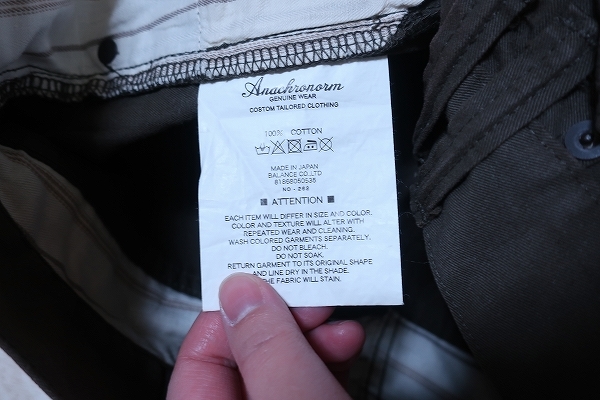 Anachronorm
GENUINE WEAR
COSTOM TAILORED CLOTHING
100% COTTON
MADE IN JAPAN
BALANCE CO.LTD
81868050535
NO - 263
ATTENTION
EACH ITEM WILL DIFFER IN SIZE AND COLOR.
COLOR AND TEXTURE WILL ALTER WITH
REPEATED WEAR AND CLEANING.
WASH COLORED GARMENTS SEPARATELY.
DO NOT BLEACH.
DO NOT SOAK.
RETURN GARMENT TO ITS ORIGINAL SHAPE
AND LINE DRY IN THE SHADE.
THE FABRIC WILL STAIN.